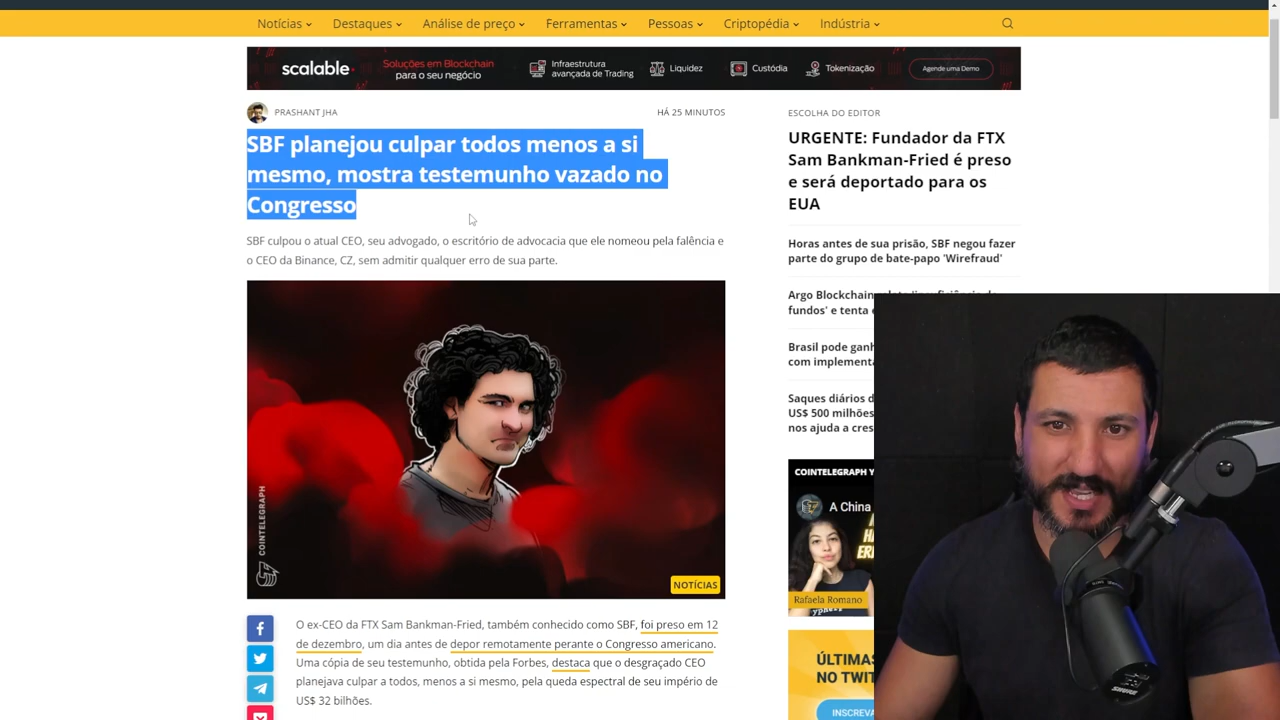 Notícias
Destaques
Análise de preço
Ferramentas
Pessoas
Criptopédia
Indústria
scalable
Soluções em Blockchain
para o seu negócio
Infraestrutura
avançada de Trading
Liquidez
Custódia
Tokenização
Agende uma Demo
PRASHANT JHA
HÁ 25 MINUTOS
SBF planejou culpar todos menos a si
mesmo, mostra testemunho vazado no
Congresso
SBF culpou o atual CEO, seu advogado, o escritório de advocacia que ele nomeou pela falência e
o CEO da Binance, CZ, sem admitir qualquer erro de sua parte.
COINTELEGRAPH
NOTÍCIAS
O ex-CEO da FTX Sam Bankman-Fried, também conhecido como SBF, foi preso em 12
de dezembro, um dia antes de depor remotamente perante o Congresso americano.
Uma cópia de seu testemunho, obtida pela Forbes, destaca que o desgraçado CEO
planejava culpar a todos, menos a si mesmo, pela queda espectral de seu império de
US$ 32 bilhões.
ESCOLHA DO EDITOR
URGENTE: Fundador da FTX
Sam Bankman-Fried é preso
e será deportado para os
EUA
Horas antes de sua prisão, SBF negou fazer
parte do grupo de bate-papo 'Wirefraud'
Argo Blockchain
fundos' e tenta
Brasil pode ganh
com implementa
Saques diários d
US$ 500 milhões
nos ajuda a cres
COINTELEGRAPH Y
A China
Rafaela Romano
ÚLTIMAS
NO TWIT
INSCREVA